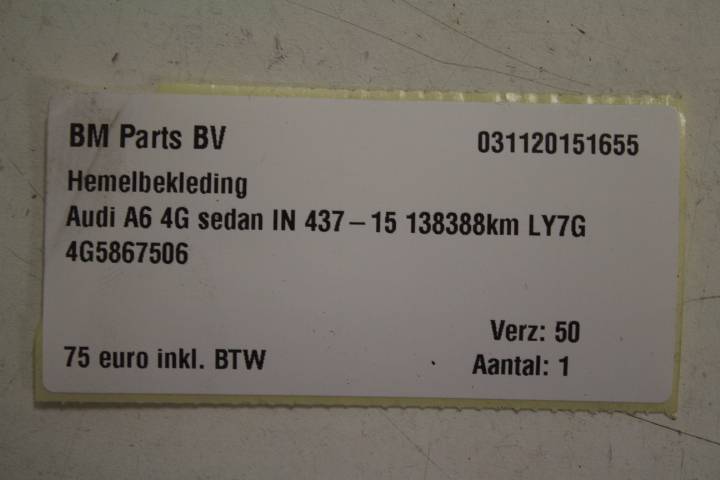 BM Parts BV 031120151655
Hemelbekleding
Audi A6 4G sedan IN 437-15 138388km LY7G
4G5867506
Verz: 50
75 euro inkl. BTW Aantal: 1